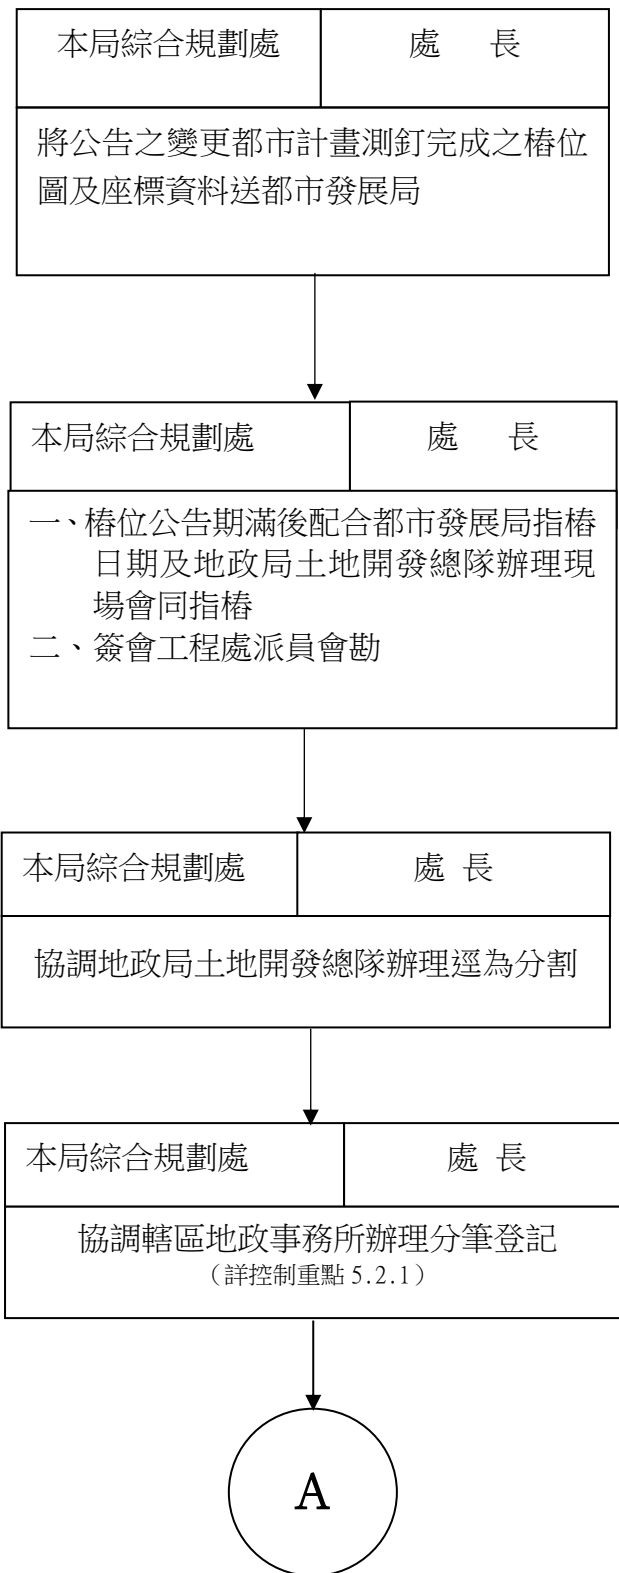 本局綜合規劃處 處 長
將公告之變更都市計畫測釘完成之樁位
圖及座標資料送都市發展局
本局綜合規劃處 處 長
一、樁位公告期滿後配合都市發展局指樁
日期及地政局土地開發總隊辦理現
場會同指樁
二、簽會工程處派員會勘
本局綜合規劃處 處 長
協調地政局土地開發總隊辦理逕為分割
本局綜合規劃處 處 長
協調轄區地政事務所辦理分筆登記
（詳控制重點 5.2.1）
A